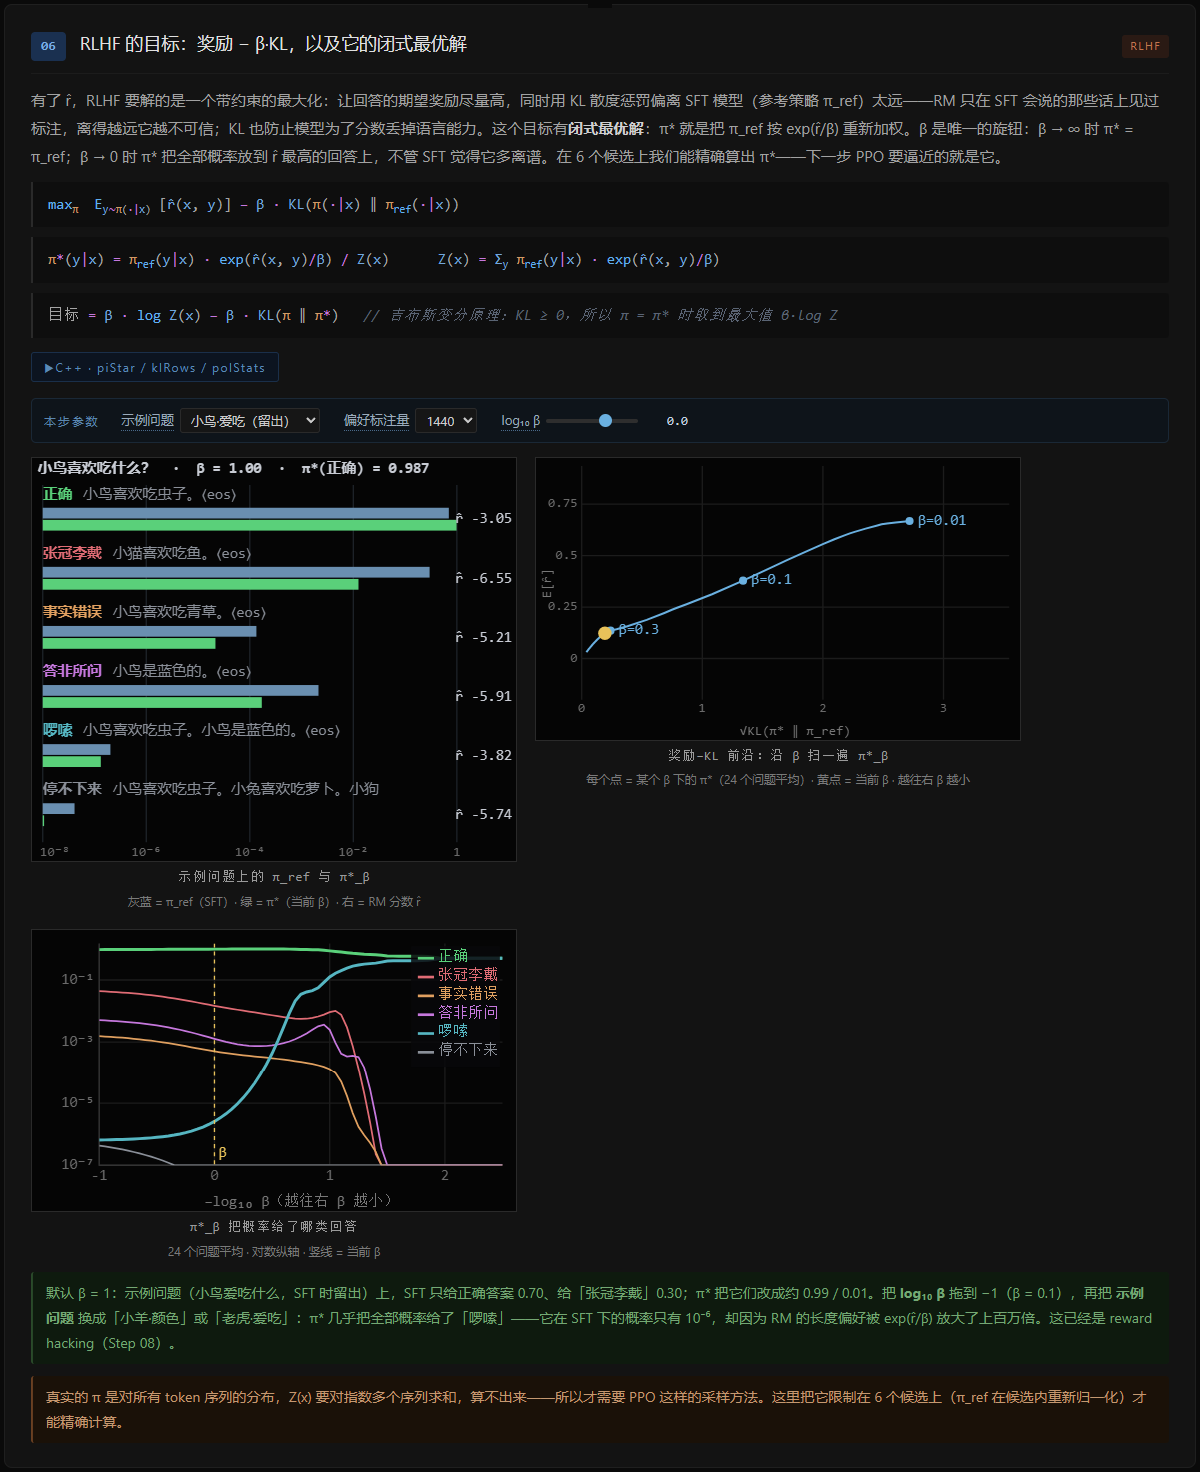 06 RLHF 的目标：奖励 − β·KL，以及它的闭式最优解 RLHF
有了 r̂，RLHF 要解的是一个带约束的最大化：让回答的期望奖励尽量高，同时用 KL 散度惩罚偏离 SFT 模型（参考策略 π_ref）太远——RM 只在 SFT 会说的那些话上见过
标注，离得越远它越不可信；KL 也防止模型为了分数丢掉语言能力。这个目标有闭式最优解：π* 就是把 π_ref 按 exp(r̂/β) 重新加权。β 是唯一的旋钮：β → ∞ 时 π* =
π_ref；β → 0 时 π* 把全部概率放到 r̂ 最高的回答上，不管 SFT 觉得它多离谱。在 6 个候选上我们能精确算出 π*——下一步 PPO 要逼近的就是它。
maxπ Ey~π(·|x) [r̂(x, y)] − β · KL(π(·|x) ‖ πref(·|x))
π*(y|x) = πref(y|x) · exp(r̂(x, y)/β) / Z(x) Z(x) = Σy πref(y|x) · exp(r̂(x, y)/β)
目标 = β · log Z(x) − β · KL(π ‖ π*) // 吉布斯变分原理：KL ≥ 0，所以 π = π* 时取到最大值 β·log Z
▶C++ · piStar / klRows / polStats
本步参数 示例问题 小鸟·爱吃（留出） 偏好标注量 1440 log₁₀ β 0.0
小鸟喜欢吃什么？ · β = 1.00 · π*(正确) = 0.987
正确 小鸟喜欢吃虫子。⟨eos⟩
r̂ -3.05
张冠李戴 小猫喜欢吃鱼。⟨eos⟩
r̂ -6.55
事实错误 小鸟喜欢吃青草。⟨eos⟩
r̂ -5.21
答非所问 小鸟是蓝色的。⟨eos⟩
r̂ -5.91
啰嗦 小鸟喜欢吃虫子。小鸟是蓝色的。⟨eos⟩
r̂ -3.82
停不下来 小鸟喜欢吃虫子。小兔喜欢吃萝卜。小狗
r̂ -5.74
10⁻⁸ 10⁻⁶ 10⁻⁴ 10⁻² 1
示例问题上的 π_ref 与 π*_β
灰蓝 = π_ref（SFT）· 绿 = π*（当前 β）· 右 = RM 分数 r̂
0.75
0.5
0.25
0
E[r̂]
β=0.01
β=0.1
β=0.3
0 1 2 3
√KL(π* ‖ π_ref)
奖励–KL 前沿：沿 β 扫一遍 π*_β
每个点 = 某个 β 下的 π*（24 个问题平均）· 黄点 = 当前 β · 越往右 β 越小
10⁻¹
10⁻³
10⁻⁵
10⁻⁷
正确
张冠李戴
事实错误
答非所问
啰嗦
停不下来
β
-1 0 1 2
−log₁₀ β（越往右 β 越小）
π*_β 把概率给了哪类回答
24 个问题平均 · 对数纵轴 · 竖线 = 当前 β
默认 β = 1：示例问题（小鸟爱吃什么，SFT 时留出）上，SFT 只给正确答案 0.70、给「张冠李戴」0.30；π* 把它们改成约 0.99 / 0.01。把 log₁₀ β 拖到 −1（β = 0.1），再把 示例
问题 换成「小羊·颜色」或「老虎·爱吃」：π* 几乎把全部概率给了「啰嗦」——它在 SFT 下的概率只有 10⁻⁶，却因为 RM 的长度偏好被 exp(r̂/β) 放大了上百万倍。这已经是 reward
hacking（Step 08）。
真实的 π 是对所有 token 序列的分布，Z(x) 要对指数多个序列求和，算不出来——所以才需要 PPO 这样的采样方法。这里把它限制在 6 个候选上（π_ref 在候选内重新归一化）才
能精确计算。